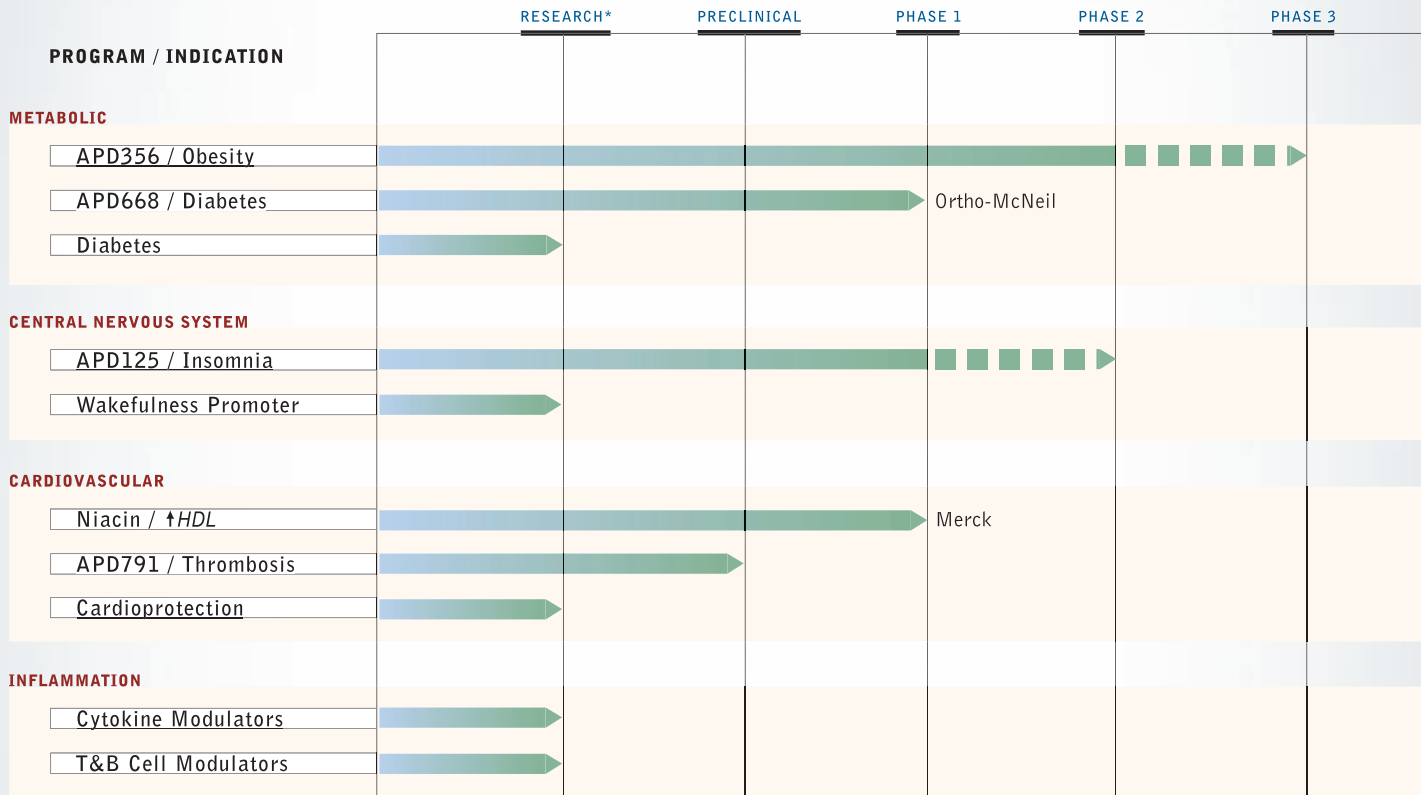 RESEARCH* PRECLINICAL PHASE 1 PHASE 2 PHASE 3
PROGRAM / INDICATION
METABOLIC
APD356 / Obesity
APD668 / Diabetes Ortho-McNeil
Diabetes
CENTRAL NERVOUS SYSTEM
APD125 / Insomnia
Wakefulness Promoter
CARDIOVASCULAR
Niacin / ↑HDL Merck
APD791 / Thrombosis
Cardioprotection
INFLAMMATION
Cytokine Modulators
T&B Cell Modulators